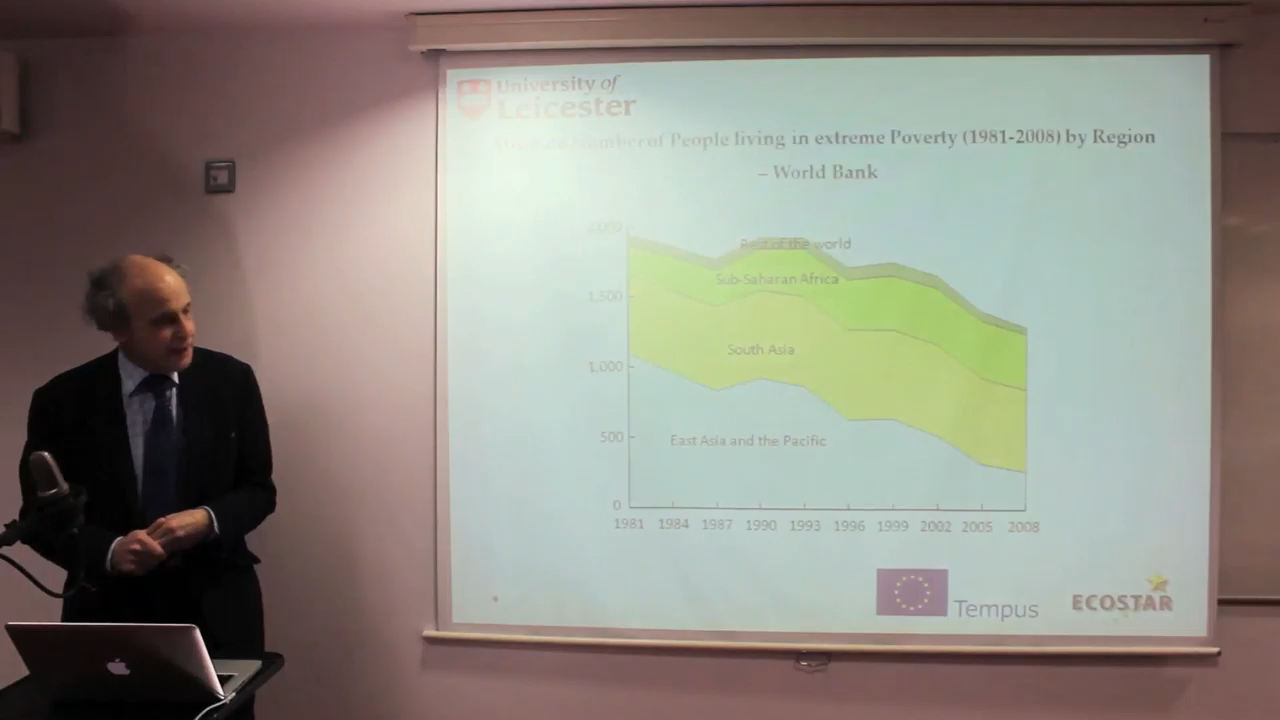 University of
Leicester
Number of People living in extreme Poverty (1981-2008) by Region
– World Bank
2,000
Rest of the world
Sub-Saharan Africa
1,500
South Asia
1,000
East Asia and the Pacific
500
0
1981 1984 1987 1990 1993 1996 1999 2002 2005 2008
Tempus
ECOSTAR